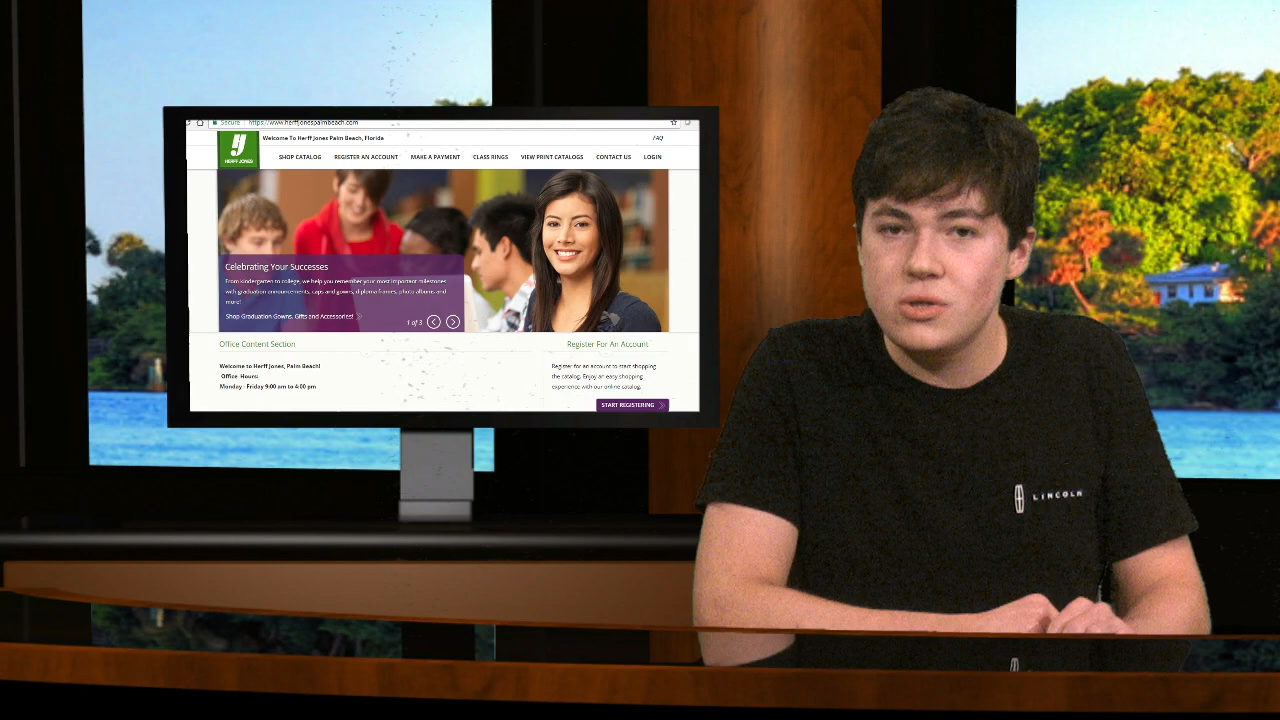 Secure https://www.herffjonespalmbeach.com
HERFF JONES
Welcome To Herff Jones Palm Beach, Florida
FAQ
SHOP CATALOG REGISTER AN ACCOUNT MAKE A PAYMENT CLASS RINGS VIEW PRINT CATALOGS CONTACT US LOGIN
Celebrating Your Successes
From kindergarten to college, we help you remember your most important milestones
with graduation announcements, caps and gowns, diploma frames, photo albums and
more!
Shop Graduation Gowns, Gifts and Accessories!
1 of 3
Office Content Section
Welcome to Herff Jones, Palm Beach!
Office Hours:
Monday - Friday 9:00 am to 4:00 pm
Register For An Account
Register for an account to start shopping
the catalog. Enjoy an easy shopping
experience with our online catalog.
START REGISTERING
LINCOLN